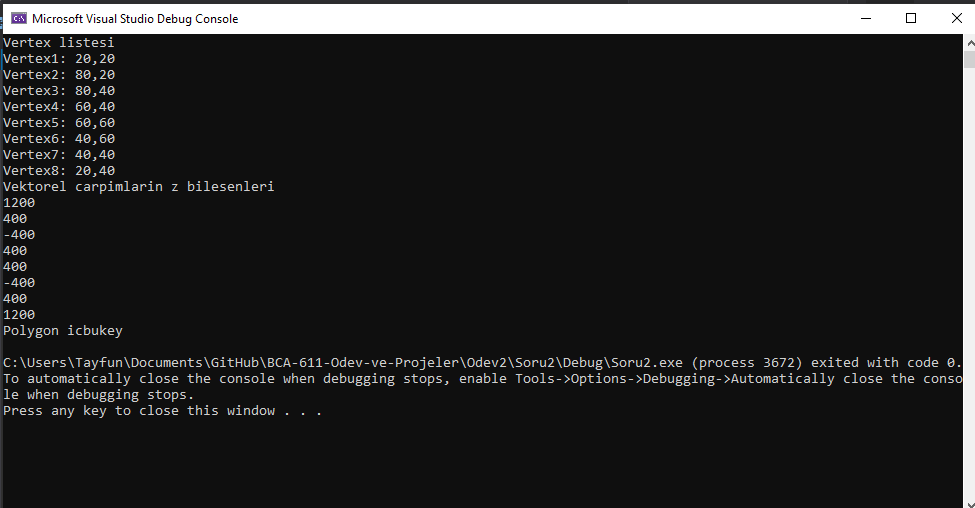 Microsoft Visual Studio Debug Console
Vertex listesi
Vertex1: 20,20
Vertex2: 80,20
Vertex3: 80,40
Vertex4: 60,40
Vertex5: 60,60
Vertex6: 40,60
Vertex7: 40,40
Vertex8: 20,40
Vektorel carpimlarin z bilesenleri
1200
400
-400
400
400
-400
400
1200
Polygon icbukey
C:\Users\Tayfun\Documents\GitHub\BCA-611-Odev-ve-Projeler\Odev2\Soru2\Debug\Soru2.exe (process 3672) exited with code 0.
To automatically close the console when debugging stops, enable Tools->Options->Debugging->Automatically close the conso
le when debugging stops.
Press any key to close this window . . .